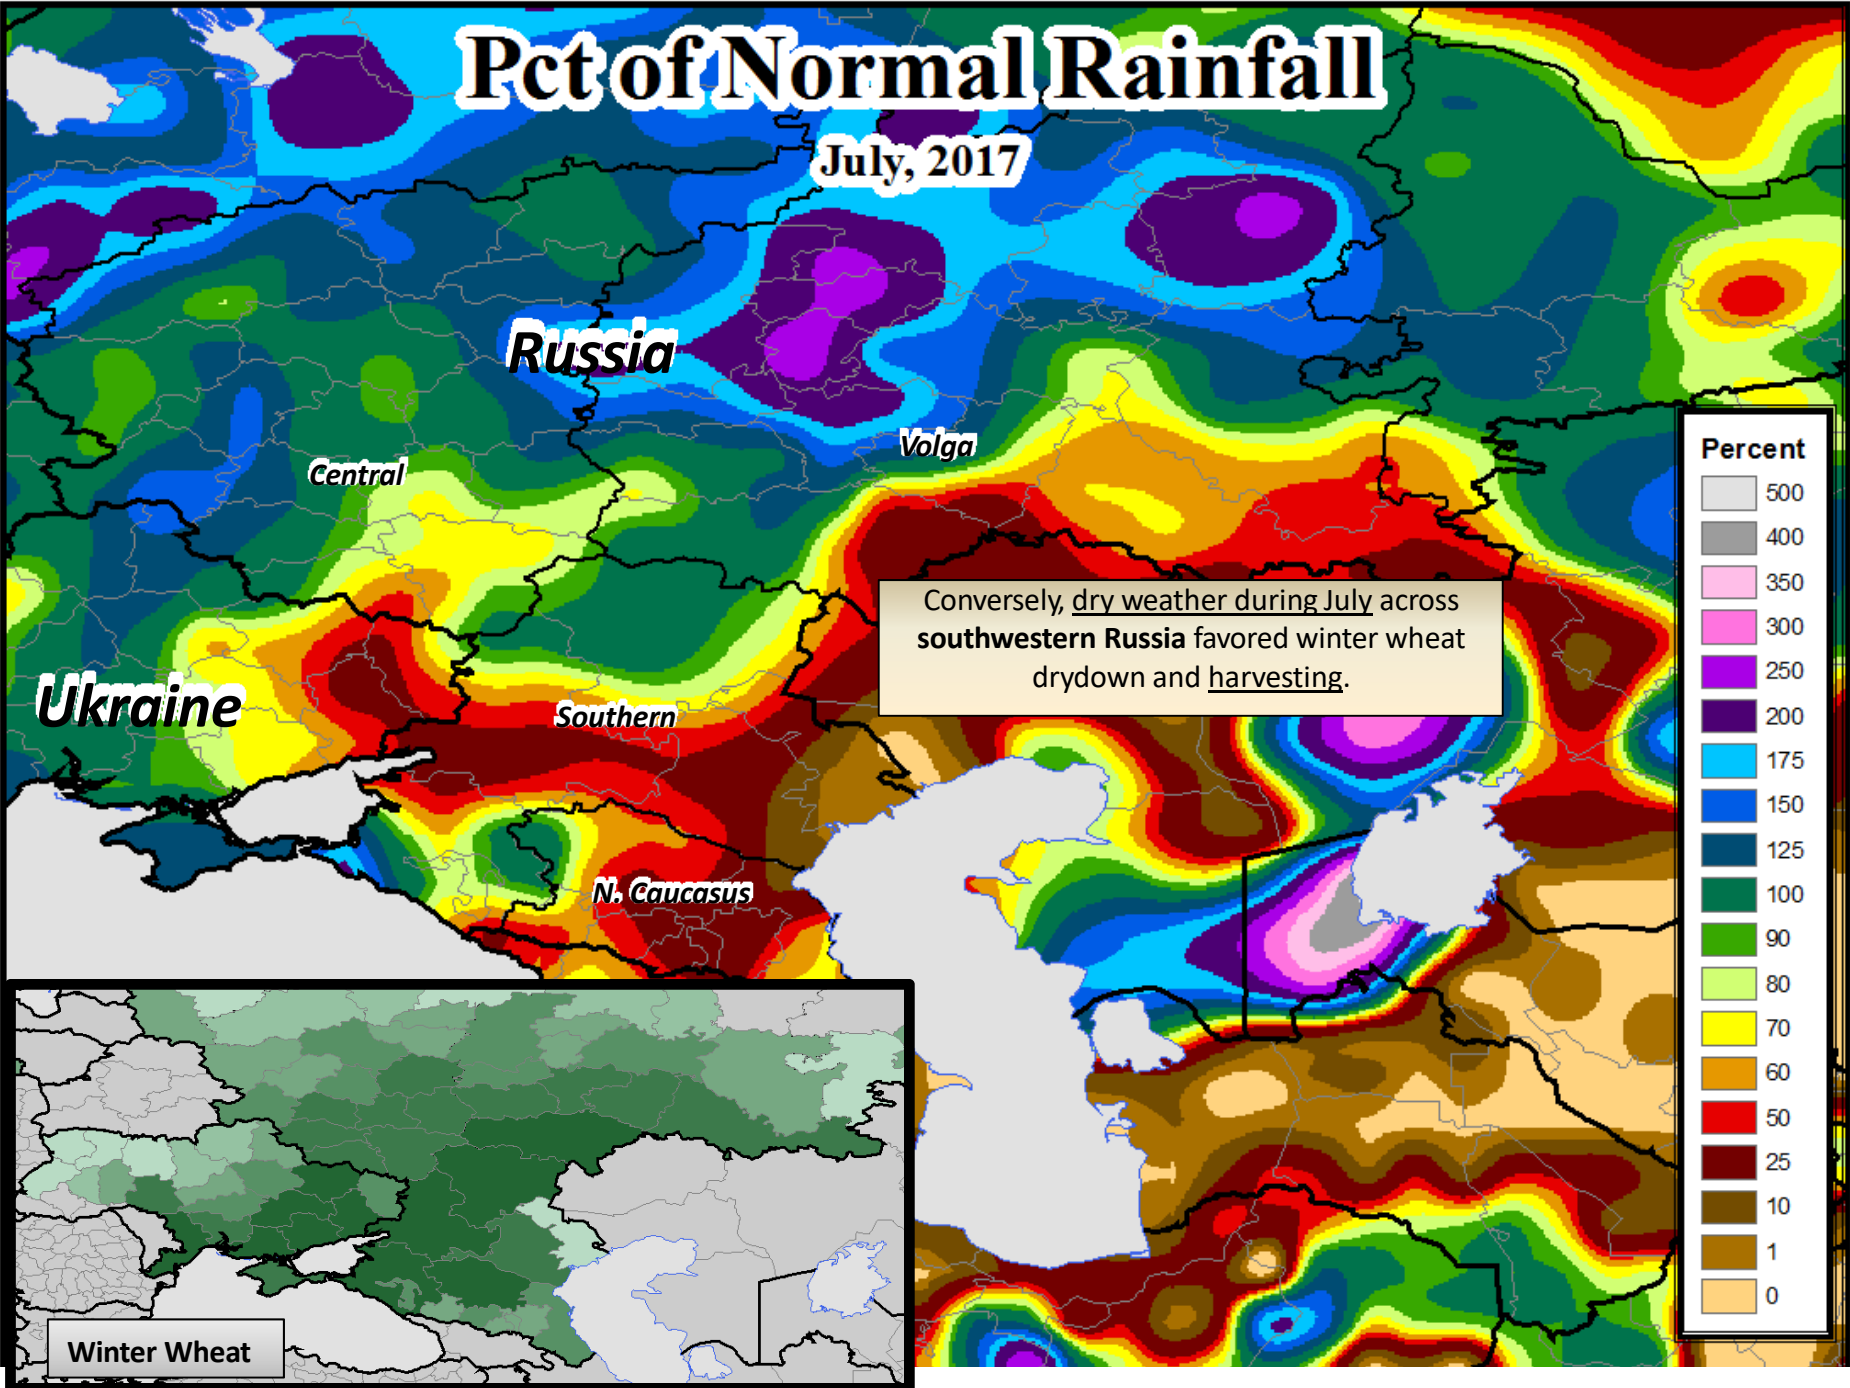 Pct of Normal Rainfall
July, 2017
Russia
Volga
Central
Conversely, dry weather during July across
southwestern Russia favored winter wheat
drydown and harvesting.
Ukraine
Southern
N. Caucasus
Percent
500
400
350
300
250
200
175
150
125
100
90
80
70
60
50
25
10
1
0
Winter Wheat